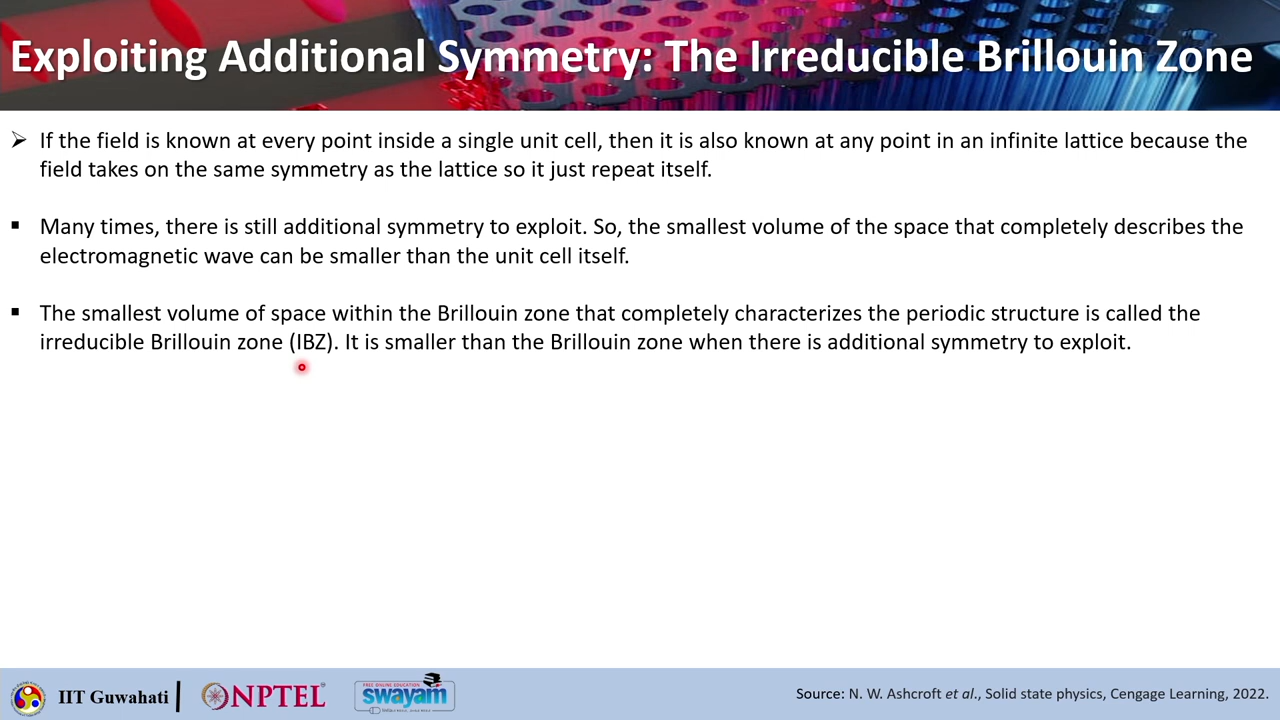 Exploiting Additional Symmetry: The Irreducible Brillouin Zone
➢ If the field is known at every point inside a single unit cell, then it is also known at any point in an infinite lattice because the
field takes on the same symmetry as the lattice so it just repeat itself.
▪ Many times, there is still additional symmetry to exploit. So, the smallest volume of the space that completely describes the
electromagnetic wave can be smaller than the unit cell itself.
▪ The smallest volume of space within the Brillouin zone that completely characterizes the periodic structure is called the
irreducible Brillouin zone (IBZ). It is smaller than the Brillouin zone when there is additional symmetry to exploit.
IIT Guwahati
NPTEL
FREE ONLINE EDUCATION
swayam
Source: N. W. Ashcroft et al., Solid state physics, Cengage Learning, 2022.